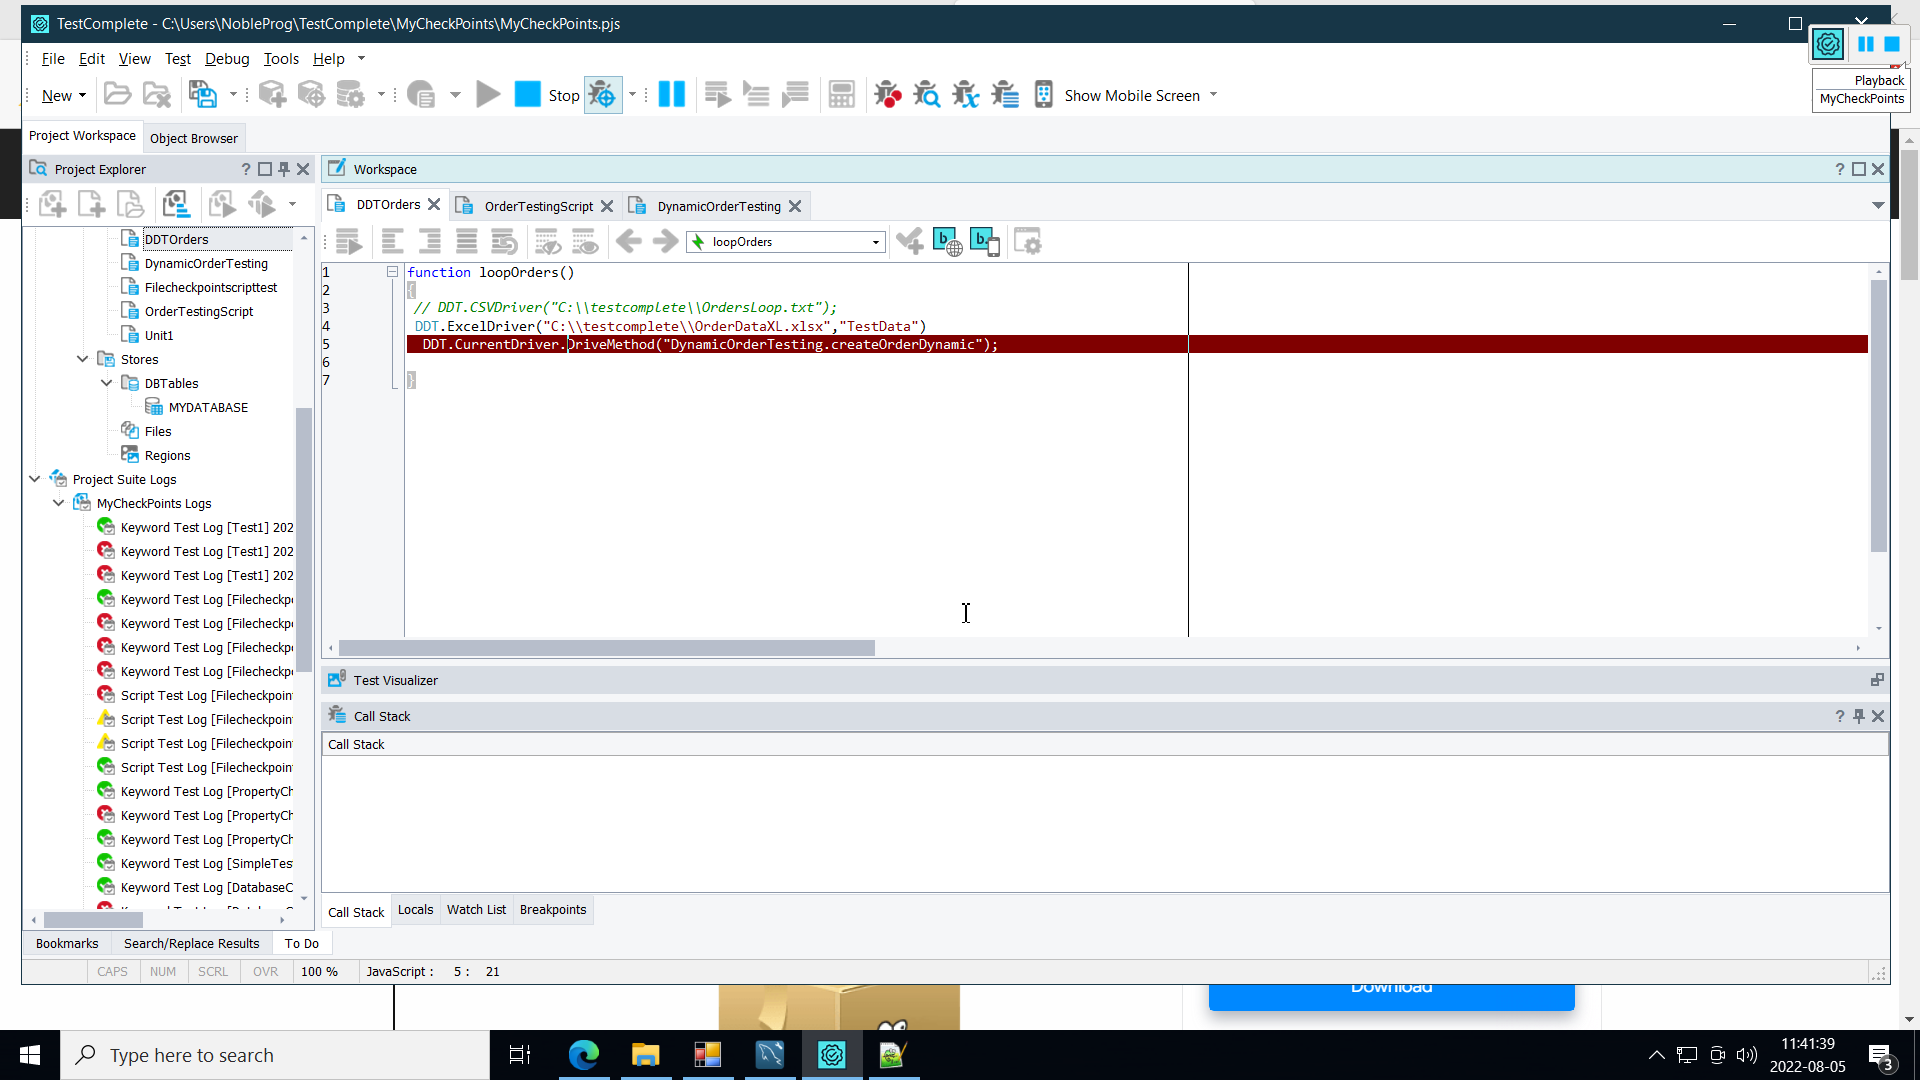 TestComplete - C:\Users\NobleProg\TestComplete\MyCheckPoints\MyCheckPoints.pjs
File Edit View Test Debug Tools Help
Playback
MyCheckPoints
New Stop Show Mobile Screen
Project Workspace Object Browser
Project Explorer ?
Workspace ?
DDTOrders OrderTestingScript DynamicOrderTesting
loopOrders
DDTOrders
DynamicOrderTesting
Filecheckpointscripttest
OrderTestingScript
Unit1
Stores
DBTables
MYDATABASE
Files
Regions
Project Suite Logs
MyCheckPoints Logs
Keyword Test Log [Test1] 202
Keyword Test Log [Test1] 202
Keyword Test Log [Test1] 202
Keyword Test Log [Filecheckp
Keyword Test Log [Filecheckp
Keyword Test Log [Filecheckp
Keyword Test Log [Filecheckp
Script Test Log [Filecheckpoin
Script Test Log [Filecheckpoin
Script Test Log [Filecheckpoin
Script Test Log [Filecheckpoin
Keyword Test Log [PropertyCh
Keyword Test Log [PropertyCh
Keyword Test Log [PropertyCh
Keyword Test Log [SimpleTes
Keyword Test Log [DatabaseC
1 function loopOrders()
2 {
3 // DDT.CSVDriver("C:\\testcomplete\\OrdersLoop.txt");
4 DDT.ExcelDriver("C:\\testcomplete\\OrderDataXL.xlsx","TestData")
5 DDT.CurrentDriver.DriveMethod("DynamicOrderTesting.createOrderDynamic");
6
7 }
Test Visualizer
Call Stack ?
Call Stack
Call Stack Locals Watch List Breakpoints
Bookmarks Search/Replace Results To Do
CAPS NUM SCRL OVR 100 % JavaScript : 5 : 21
Download
Type here to search
11:41:39
2022-08-05
3